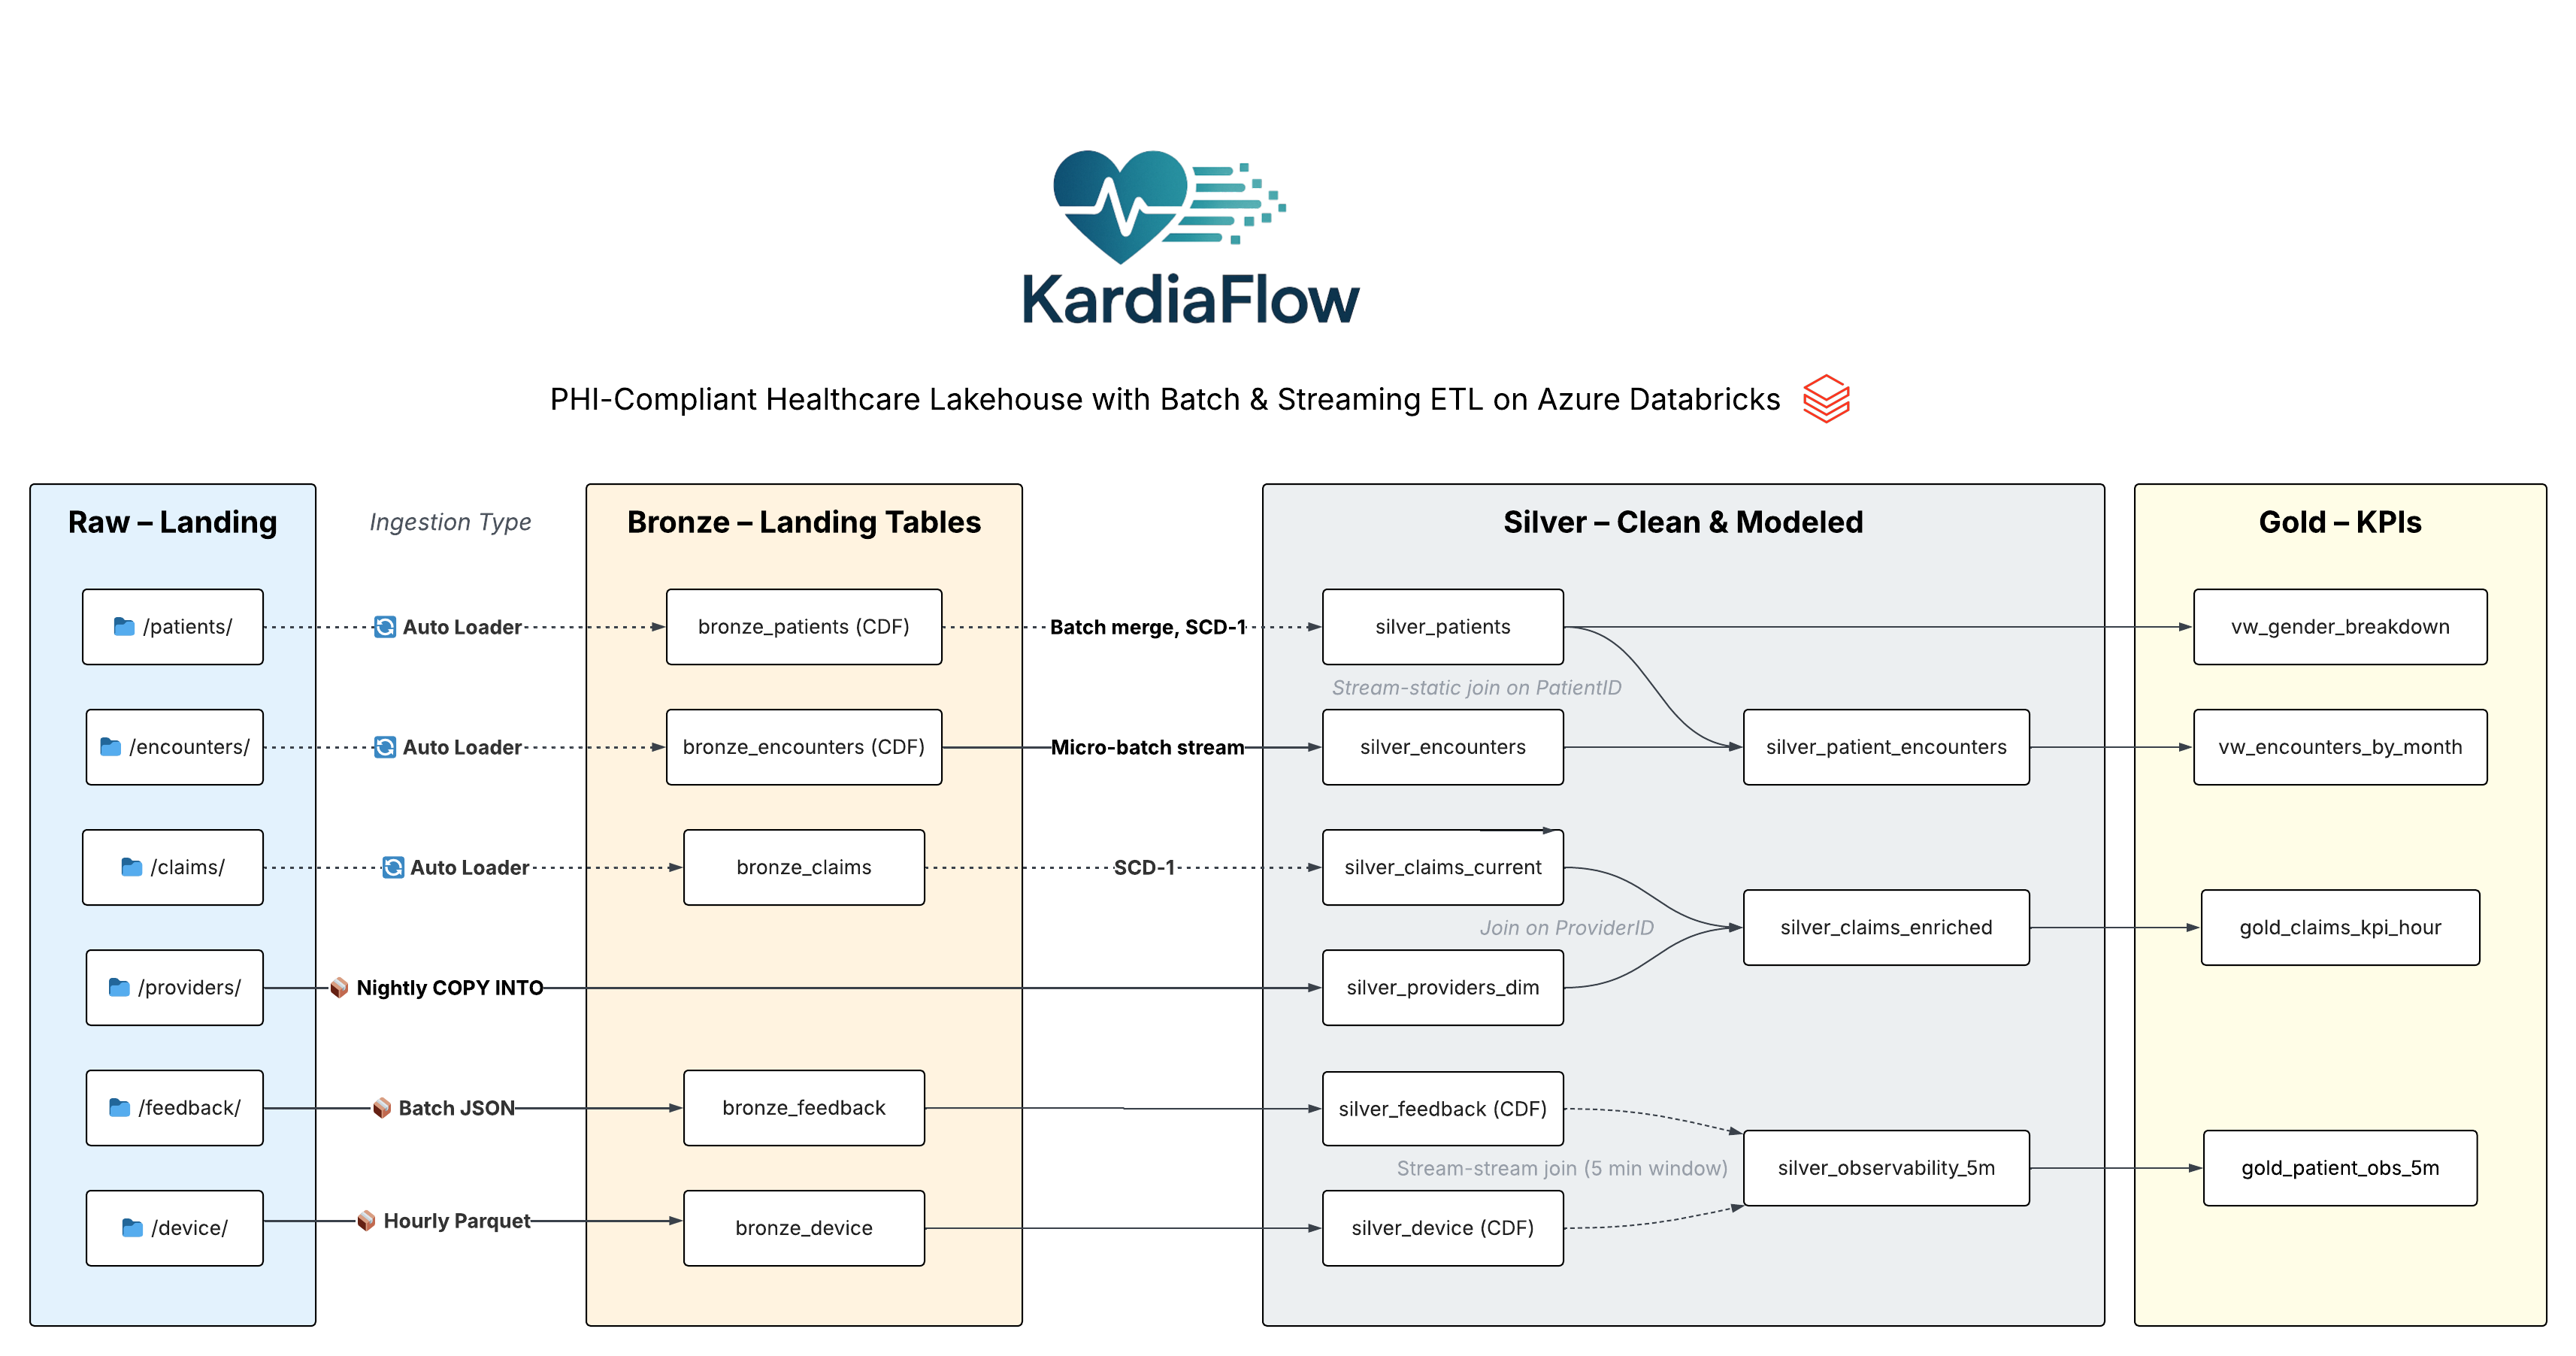 KardiaFlow
PHI-Compliant Healthcare Lakehouse with Batch & Streaming ETL on Azure Databricks
Raw – Landing
Ingestion Type
Bronze – Landing Tables
Silver – Clean & Modeled
Gold – KPIs
/patients/
Auto Loader
bronze_patients (CDF)
Batch merge, SCD-1
silver_patients
vw_gender_breakdown
Stream-static join on PatientID
/encounters/
Auto Loader
bronze_encounters (CDF)
Micro-batch stream
silver_encounters
silver_patient_encounters
vw_encounters_by_month
/claims/
Auto Loader
bronze_claims
SCD-1
silver_claims_current
Join on ProviderID
silver_claims_enriched
gold_claims_kpi_hour
/providers/
Nightly COPY INTO
silver_providers_dim
/feedback/
Batch JSON
bronze_feedback
silver_feedback (CDF)
Stream-stream join (5 min window)
silver_observability_5m
gold_patient_obs_5m
/device/
Hourly Parquet
bronze_device
silver_device (CDF)